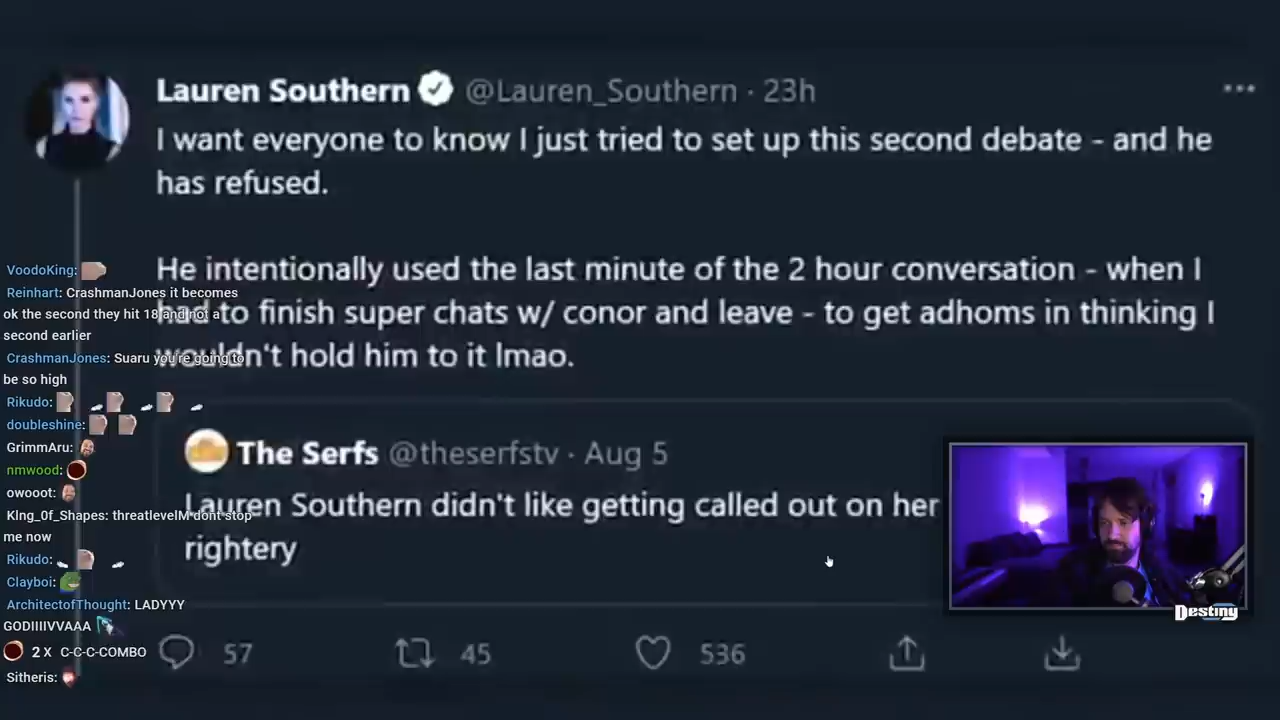 Lauren Southern @Lauren_Southern · 23h
I want everyone to know I just tried to set up this second debate - and he
has refused.
He intentionally used the last minute of the 2 hour conversation - when I
had to finish super chats w/ conor and leave - to get adhoms in thinking I
wouldn't hold him to it lmao.
The Serfs @theserfstv · Aug 5
Lauren Southern didn't like getting called out on her
rightery
57 45 536
VoodoKing:
Reinhart: CrashmanJones it becomes
ok the second they hit 18 and not a
second earlier
CrashmanJones: Suaru you're going to
be so high
Rikudo:
doubleshine:
GrimmAru:
nmwood:
owooot:
Klng_0f_Shapes: threatlevelM dont stop
me now
Rikudo:
Clayboi:
ArchitectofThought: LADYYY
GODIIIIVVAAA
2 X C-C-C-COMBO
Sitheris:
Destiny